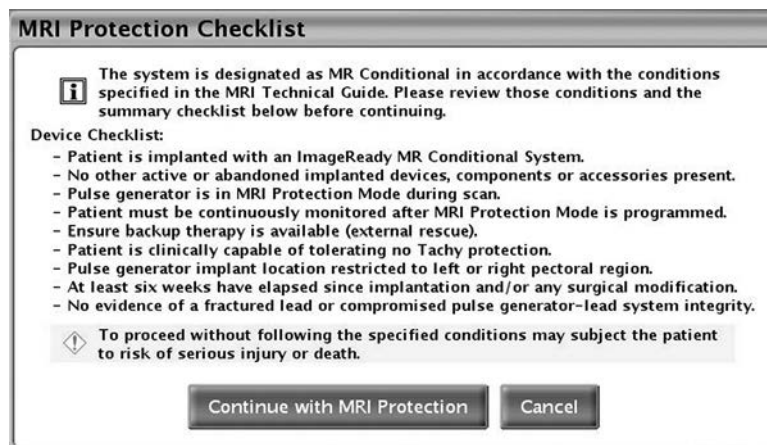 MRI Protection Checklist
The system is designated as MR Conditional in accordance with the conditions
specified in the MRI Technical Guide. Please review those conditions and the
summary checklist below before continuing.
Device Checklist:
- Patient is implanted with an ImageReady MR Conditional System.
- No other active or abandoned implanted devices, components or accessories present.
- Pulse generator is in MRI Protection Mode during scan.
- Patient must be continuously monitored after MRI Protection Mode is programmed.
- Ensure backup therapy is available (external rescue).
- Patient is clinically capable of tolerating no Tachy protection.
- Pulse generator implant location restricted to left or right pectoral region.
- At least six weeks have elapsed since implantation and/or any surgical modification.
- No evidence of a fractured lead or compromised pulse generator-lead system integrity.
To proceed without following the specified conditions may subject the patient
to risk of serious injury or death.
Continue with MRI Protection Cancel